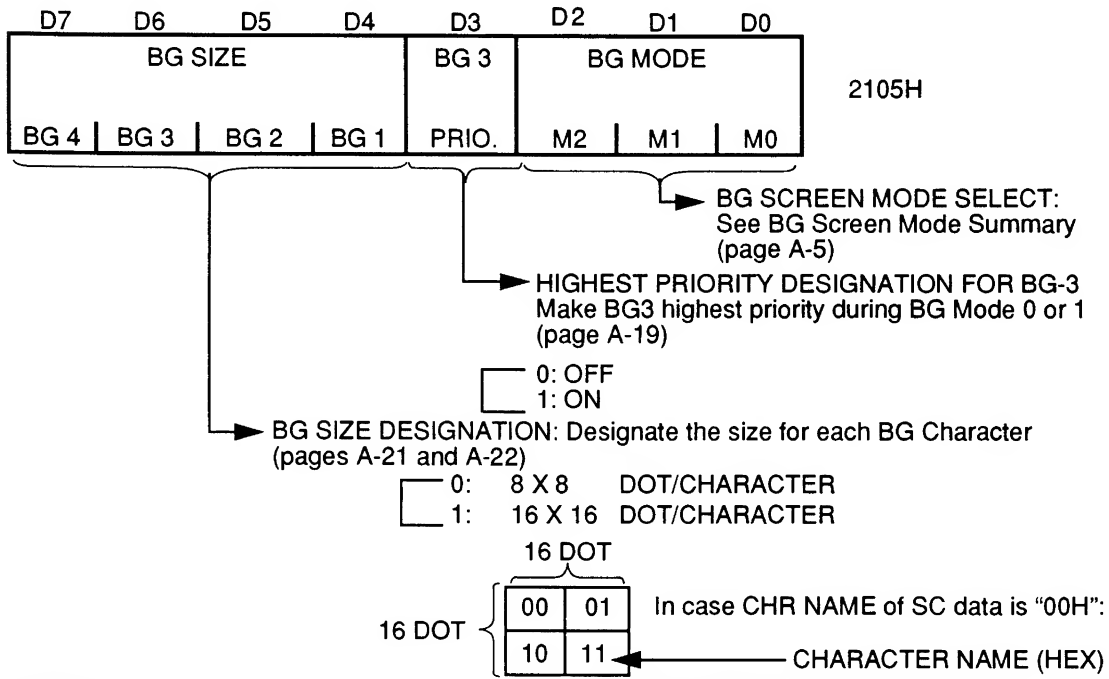 D7 D6 D5 D4 D3 D2 D1 D0
BG SIZE BG 3 BG MODE
2105H
BG 4 BG 3 BG 2 BG 1 PRIO. M2 M1 M0
BG SCREEN MODE SELECT:
See BG Screen Mode Summary
(page A-5)
HIGHEST PRIORITY DESIGNATION FOR BG-3
Make BG3 highest priority during BG Mode 0 or 1
(page A-19)
0: OFF
1: ON
BG SIZE DESIGNATION: Designate the size for each BG Character
(pages A-21 and A-22)
0: 8 X 8 DOT/CHARACTER
1: 16 X 16 DOT/CHARACTER
16 DOT
00 01 In case CHR NAME of SC data is “00H”:
16 DOT
10 11 CHARACTER NAME (HEX)